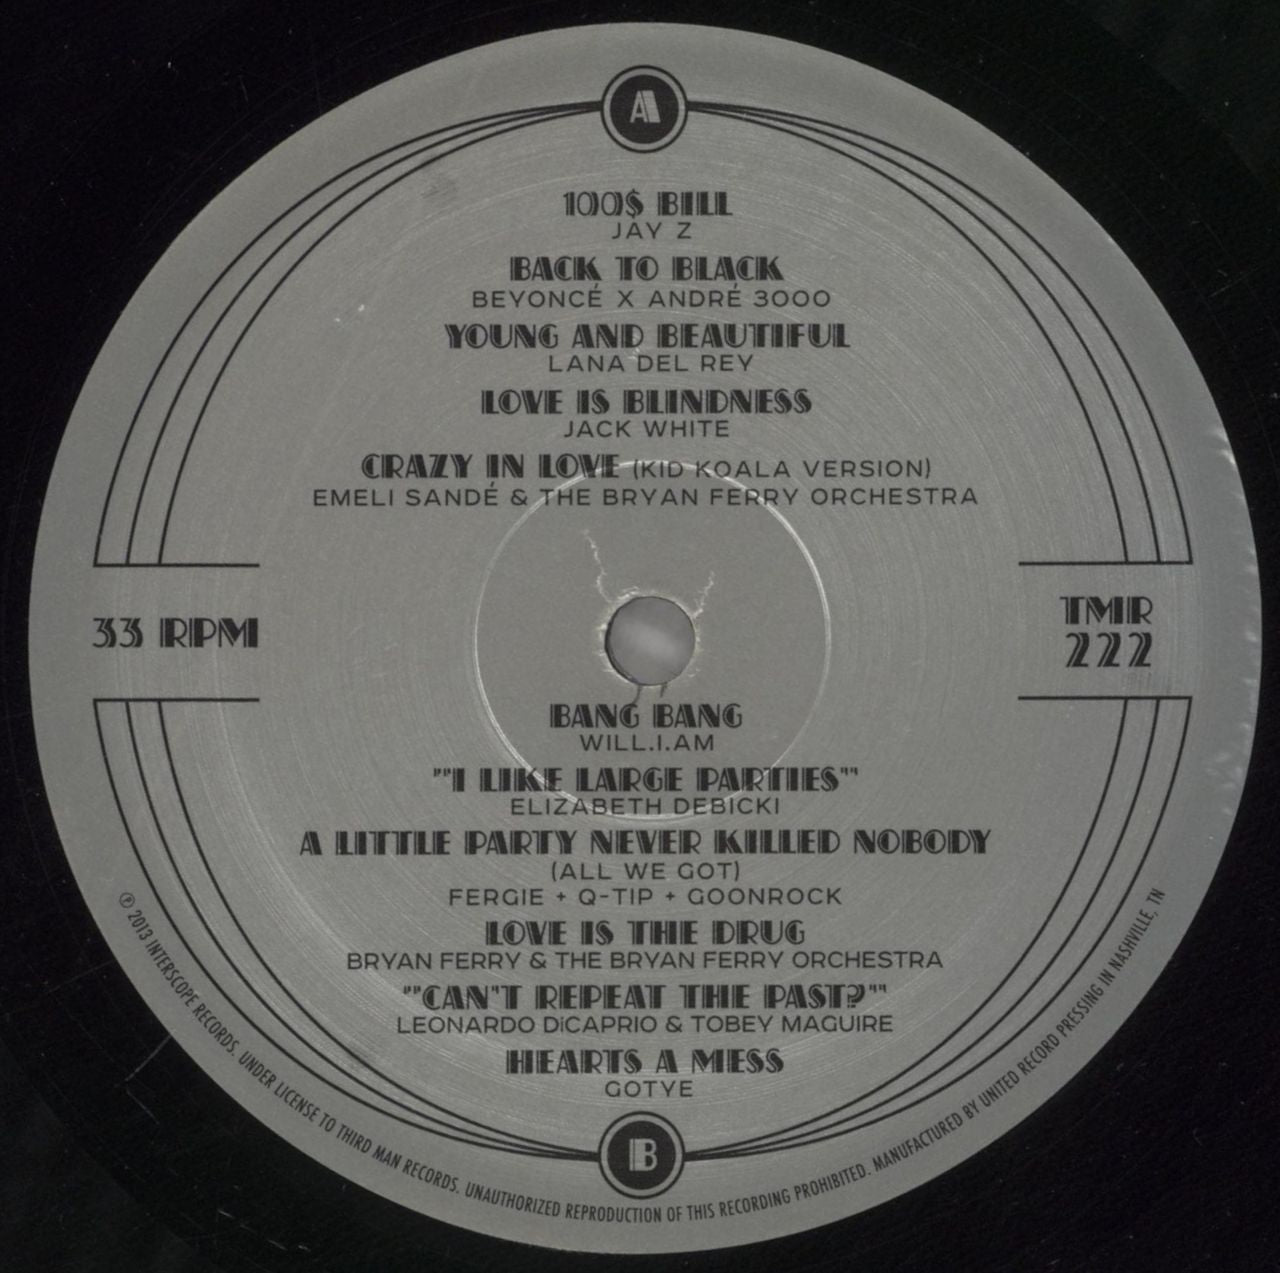 A
100$ BILL
JAY Z
BACK TO BLACK
BEYONCÉ X ANDRÉ 3000
YOUNG AND BEAUTIFUL
LANA DEL REY
LOVE IS BLINDNESS
JACK WHITE
CRAZY IN LOVE (KID KOALA VERSION)
EMELI SANDÉ & THE BRYAN FERRY ORCHESTRA
33 RPM
TMR
222
BANG BANG
WILL.I.AM
"I LIKE LARGE PARTIES"
ELIZABETH DEBICKI
A LITTLE PARTY NEVER KILLED NOBODY
(ALL WE GOT)
FERGIE + Q-TIP + GOONROCK
LOVE IS THE DRUG
BRYAN FERRY & THE BRYAN FERRY ORCHESTRA
"CAN'T REPEAT THE PAST?"
LEONARDO DiCAPRIO & TOBEY MAGUIRE
HEARTS A MESS
GOTYE
B
℗ 2013 INTERSCOPE RECORDS. UNDER LICENSE TO THIRD MAN RECORDS. UNAUTHORIZED REPRODUCTION OF THIS RECORDING PROHIBITED. MANUFACTURED BY UNITED RECORD PRESSING IN NASHVILLE, TN